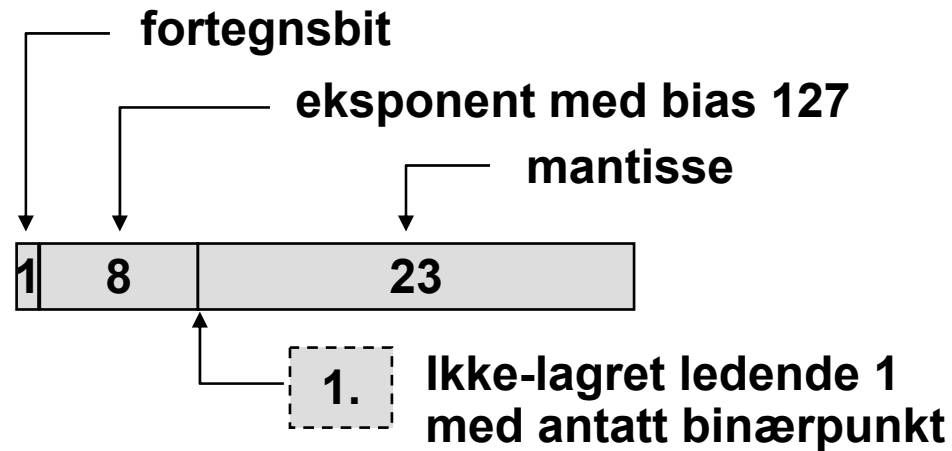 fortegnsbit
eksponent med bias 127
mantisse
1 8 23
1. Ikke-lagret ledende 1
med antatt binærpunkt